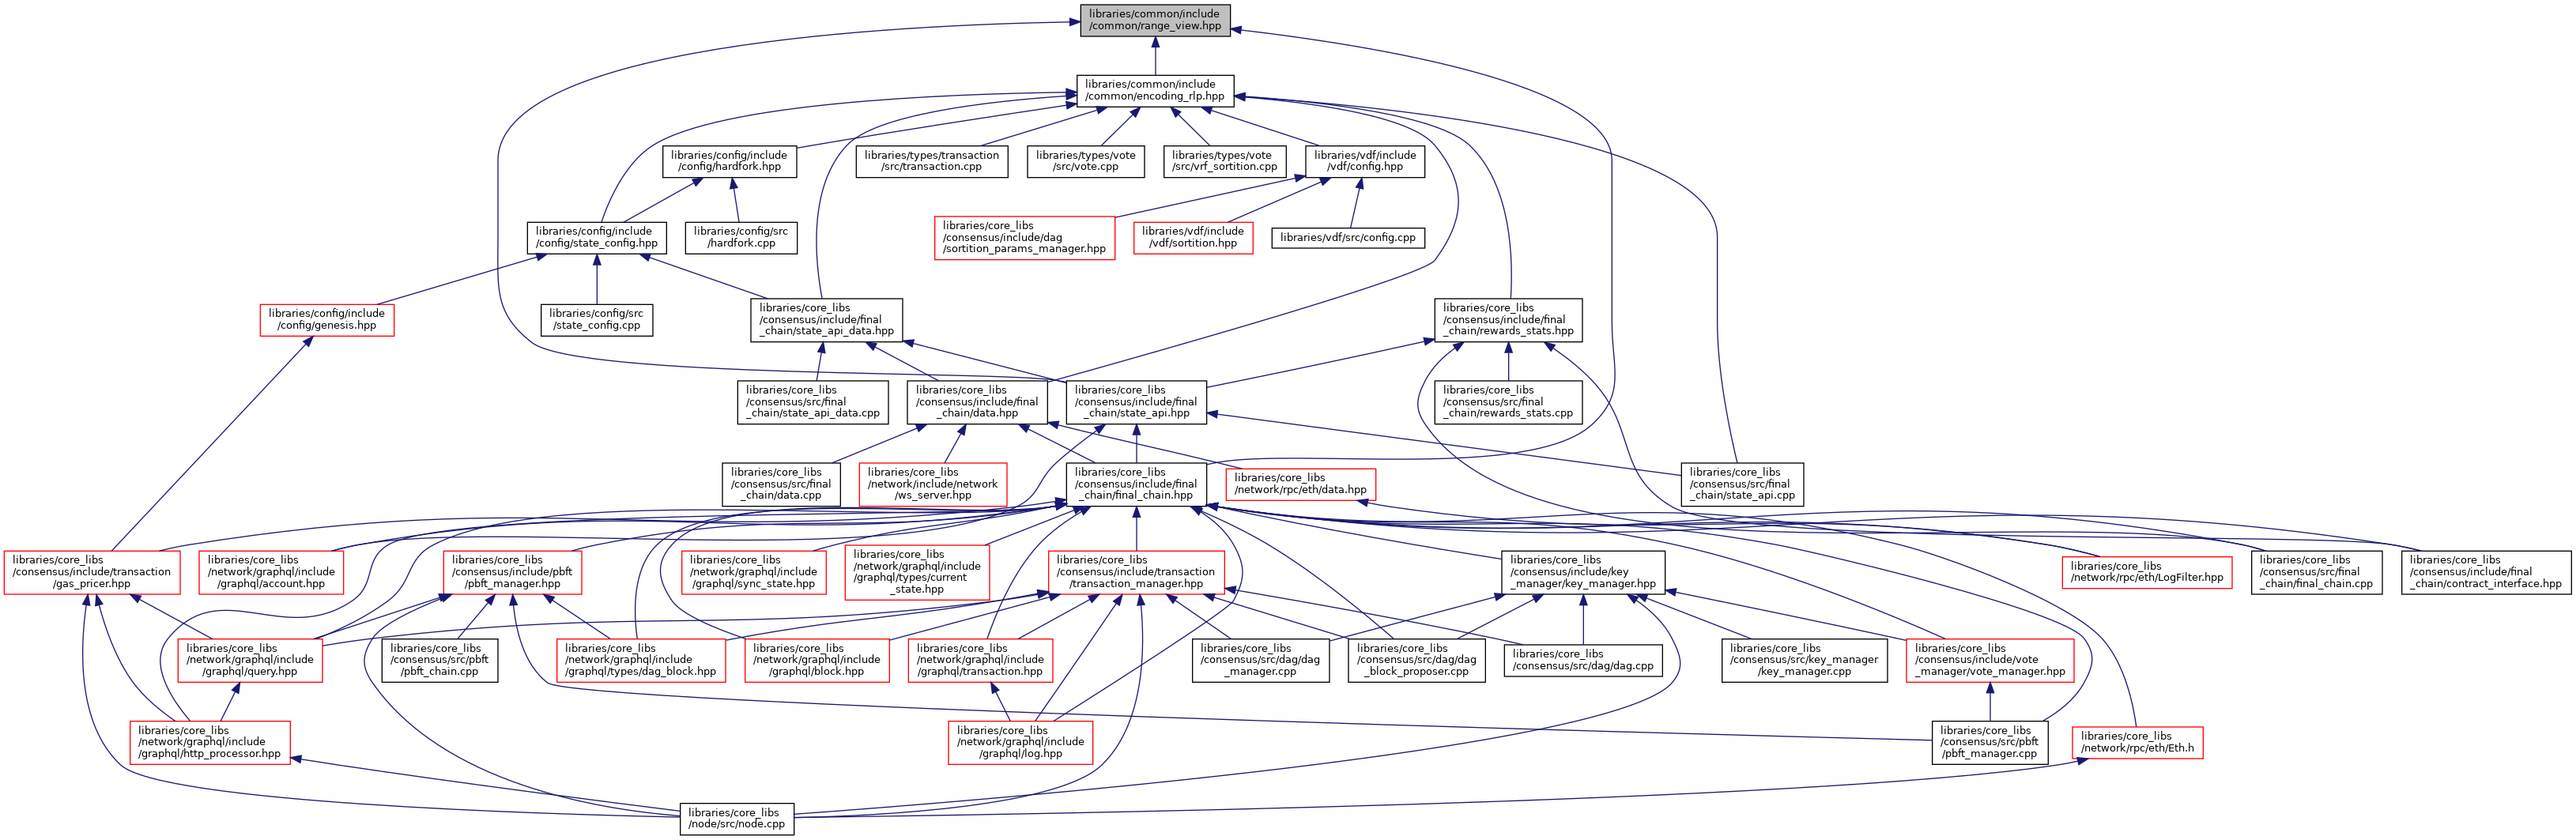 libraries/common/include
/common/range_view.hpp
libraries/common/include
/common/encoding_rlp.hpp
libraries/config/include
/config/hardfork.hpp
libraries/types/transaction
/src/transaction.cpp
libraries/types/vote
/src/vote.cpp
libraries/types/vote
/src/vrf_sortition.cpp
libraries/vdf/include
/vdf/config.hpp
libraries/config/include
/config/state_config.hpp
libraries/config/src
/hardfork.cpp
libraries/core_libs
/consensus/include/dag
/sortition_params_manager.hpp
libraries/vdf/include
/vdf/sortition.hpp
libraries/vdf/src/config.cpp
libraries/config/include
/config/genesis.hpp
libraries/config/src
/state_config.cpp
libraries/core_libs
/consensus/include/final
_chain/state_api_data.hpp
libraries/core_libs
/consensus/include/final
_chain/rewards_stats.hpp
libraries/core_libs
/consensus/src/final
_chain/state_api_data.cpp
libraries/core_libs
/consensus/include/final
_chain/data.hpp
libraries/core_libs
/consensus/include/final
_chain/state_api.hpp
libraries/core_libs
/consensus/src/final
_chain/rewards_stats.cpp
libraries/core_libs
/consensus/src/final
_chain/data.cpp
libraries/core_libs
/network/include/network
/ws_server.hpp
libraries/core_libs
/consensus/include/final
_chain/final_chain.hpp
libraries/core_libs
/network/rpc/eth/data.hpp
libraries/core_libs
/consensus/src/final
_chain/state_api.cpp
libraries/core_libs
/consensus/include/transaction
/gas_pricer.hpp
libraries/core_libs
/network/graphql/include
/graphql/account.hpp
libraries/core_libs
/consensus/include/pbft
/pbft_manager.hpp
libraries/core_libs
/network/graphql/include
/graphql/sync_state.hpp
libraries/core_libs
/network/graphql/include
/graphql/types/current
_state.hpp
libraries/core_libs
/consensus/include/transaction
/transaction_manager.hpp
libraries/core_libs
/consensus/include/key
_manager/key_manager.hpp
libraries/core_libs
/network/rpc/eth/LogFilter.hpp
libraries/core_libs
/consensus/src/final
_chain/final_chain.cpp
libraries/core_libs
/consensus/include/final
_chain/contract_interface.hpp
libraries/core_libs
/network/graphql/include
/graphql/query.hpp
libraries/core_libs
/consensus/src/pbft
/pbft_chain.cpp
libraries/core_libs
/network/graphql/include
/graphql/types/dag_block.hpp
libraries/core_libs
/network/graphql/include
/graphql/block.hpp
libraries/core_libs
/network/graphql/include
/graphql/transaction.hpp
libraries/core_libs
/consensus/src/dag/dag
_manager.cpp
libraries/core_libs
/consensus/src/dag/dag
_block_proposer.cpp
libraries/core_libs
/consensus/src/dag/dag.cpp
libraries/core_libs
/consensus/src/key_manager
/key_manager.cpp
libraries/core_libs
/consensus/include/vote
_manager/vote_manager.hpp
libraries/core_libs
/network/graphql/include
/graphql/http_processor.hpp
libraries/core_libs
/network/graphql/include
/graphql/log.hpp
libraries/core_libs
/consensus/src/pbft
/pbft_manager.cpp
libraries/core_libs
/network/rpc/eth/Eth.h
libraries/core_libs
/node/src/node.cpp